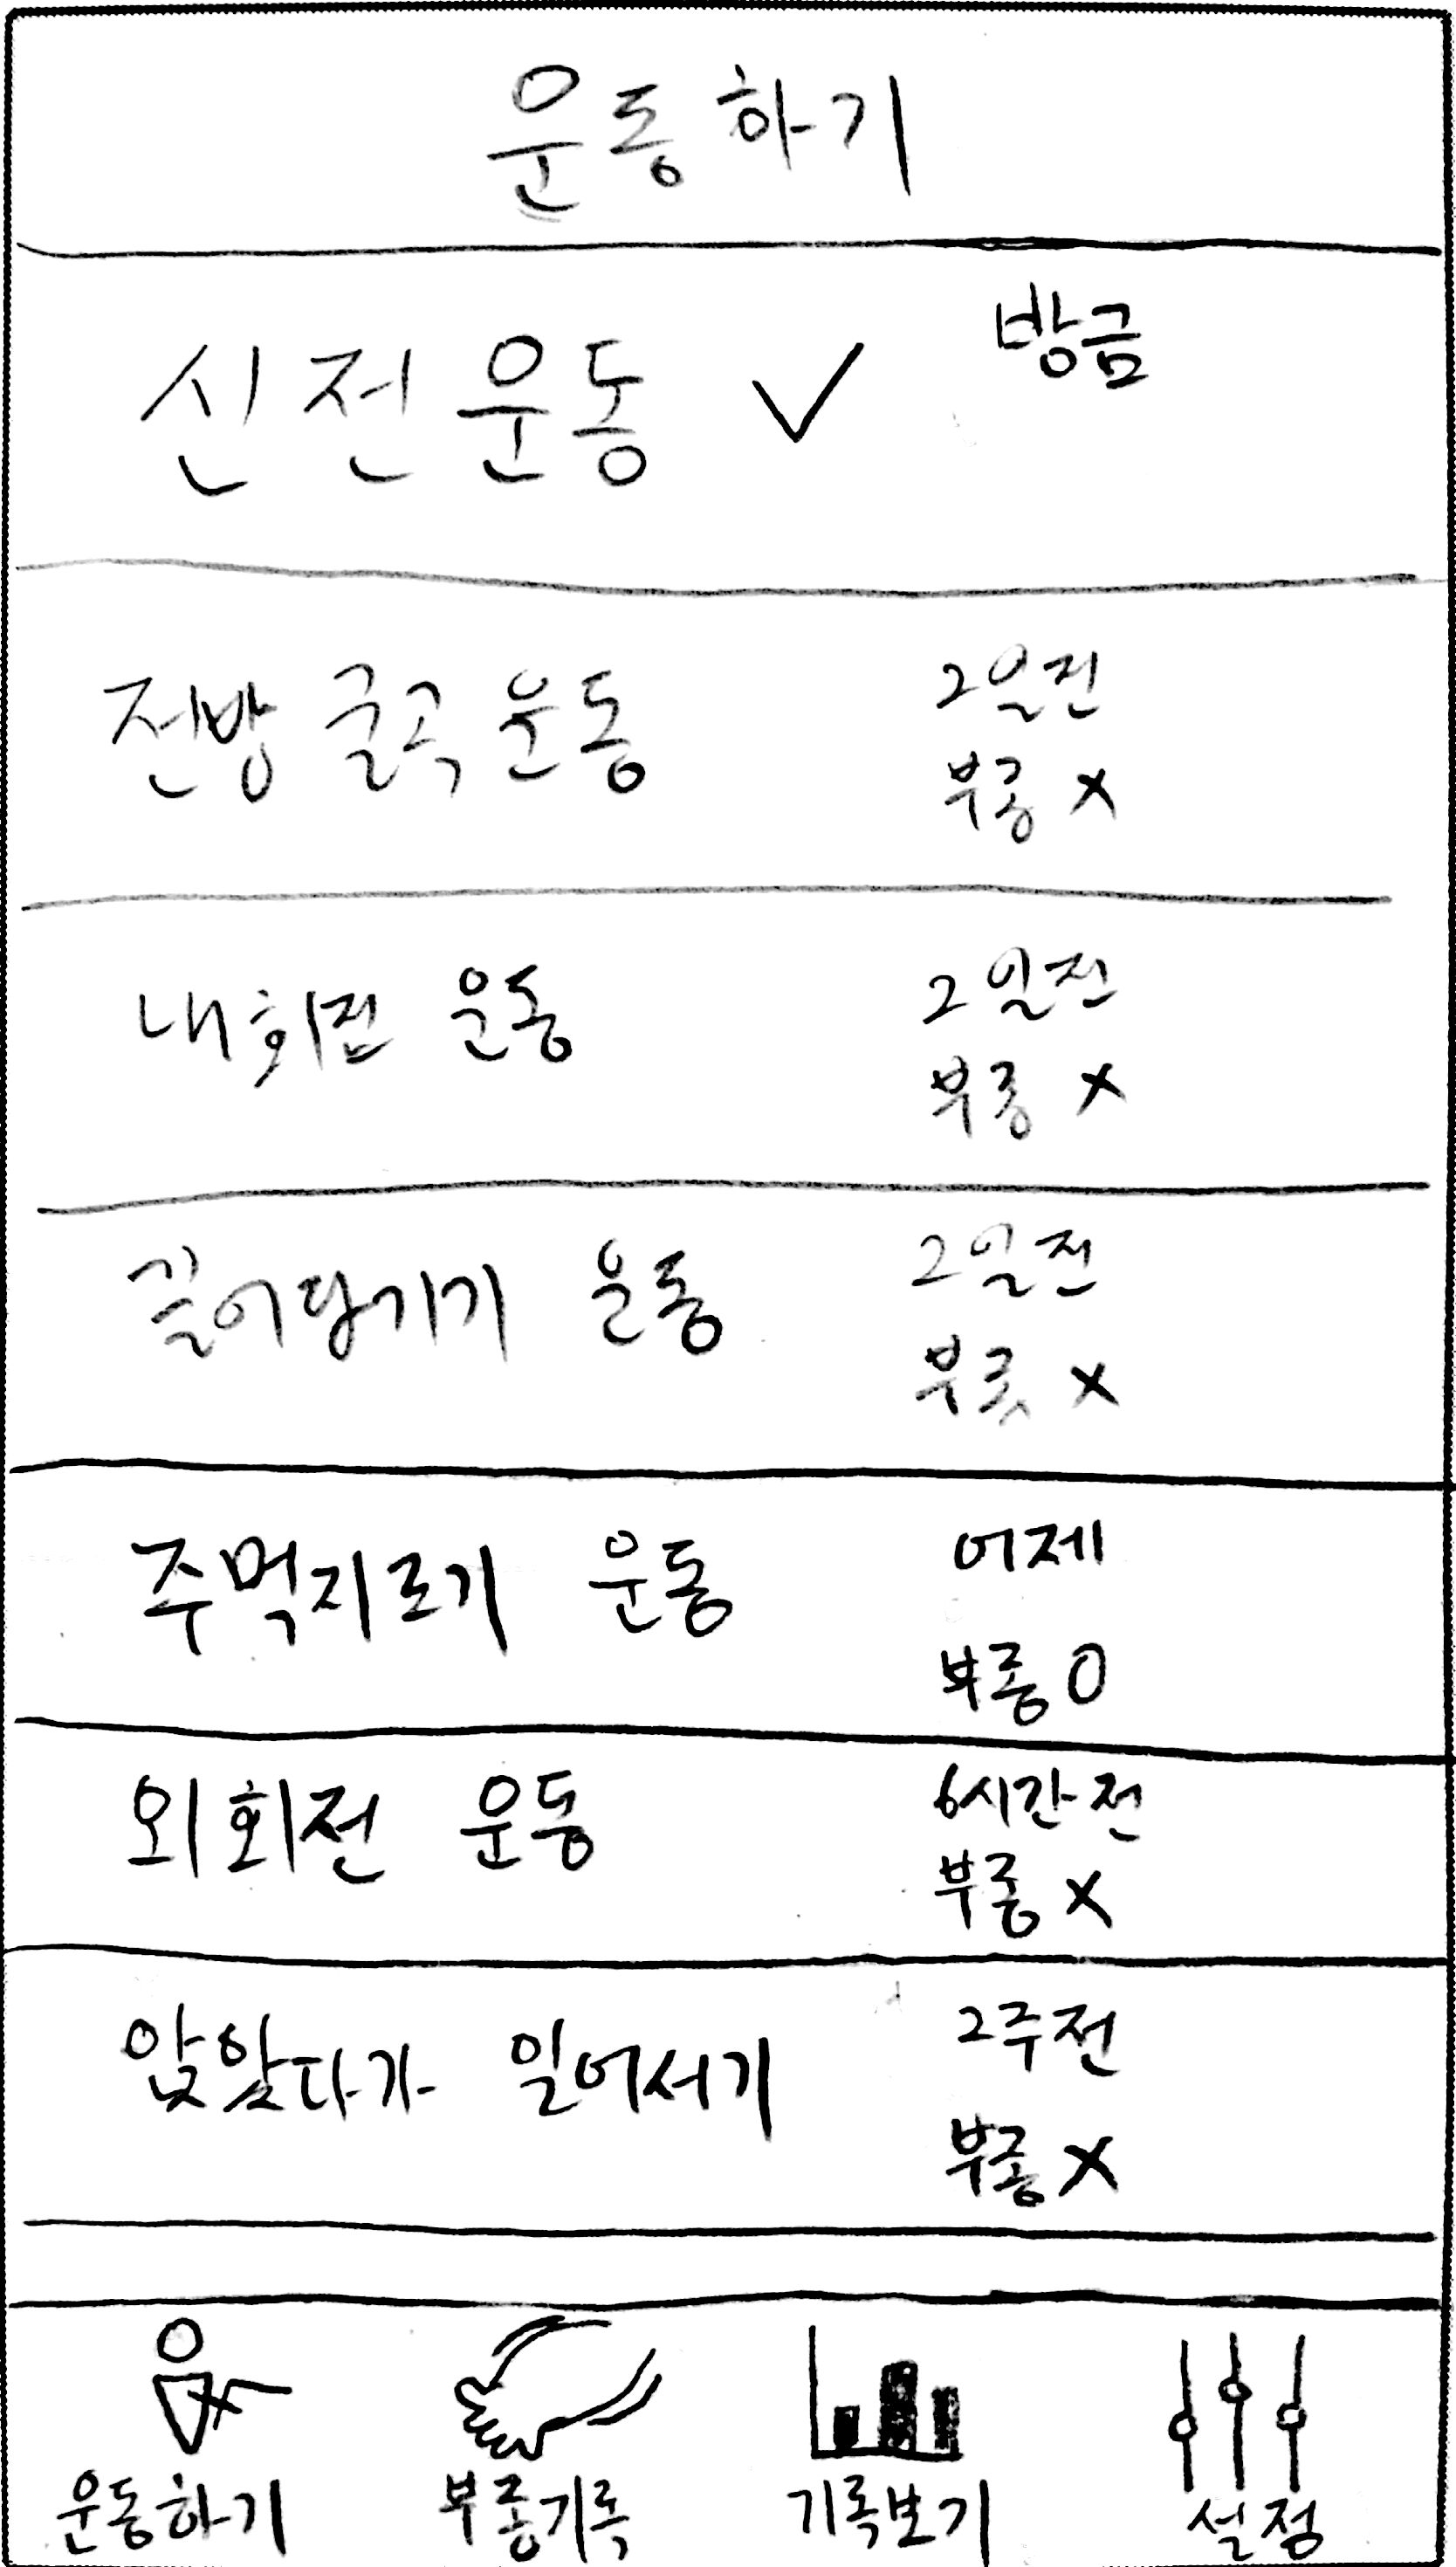 운동하기
신전운동 ✓ 방금
전방 굴곡 운동 2일전
부종 X
내회전 운동 2일전
부종 X
끌어당기기 운동 2일전
부종 X
주먹지르기 운동 어제
부종 O
외회전 운동 6시간 전
부종 X
앉았다가 일어서기 2주전
부종 X
운동하기 부종기록 기록보기 설정